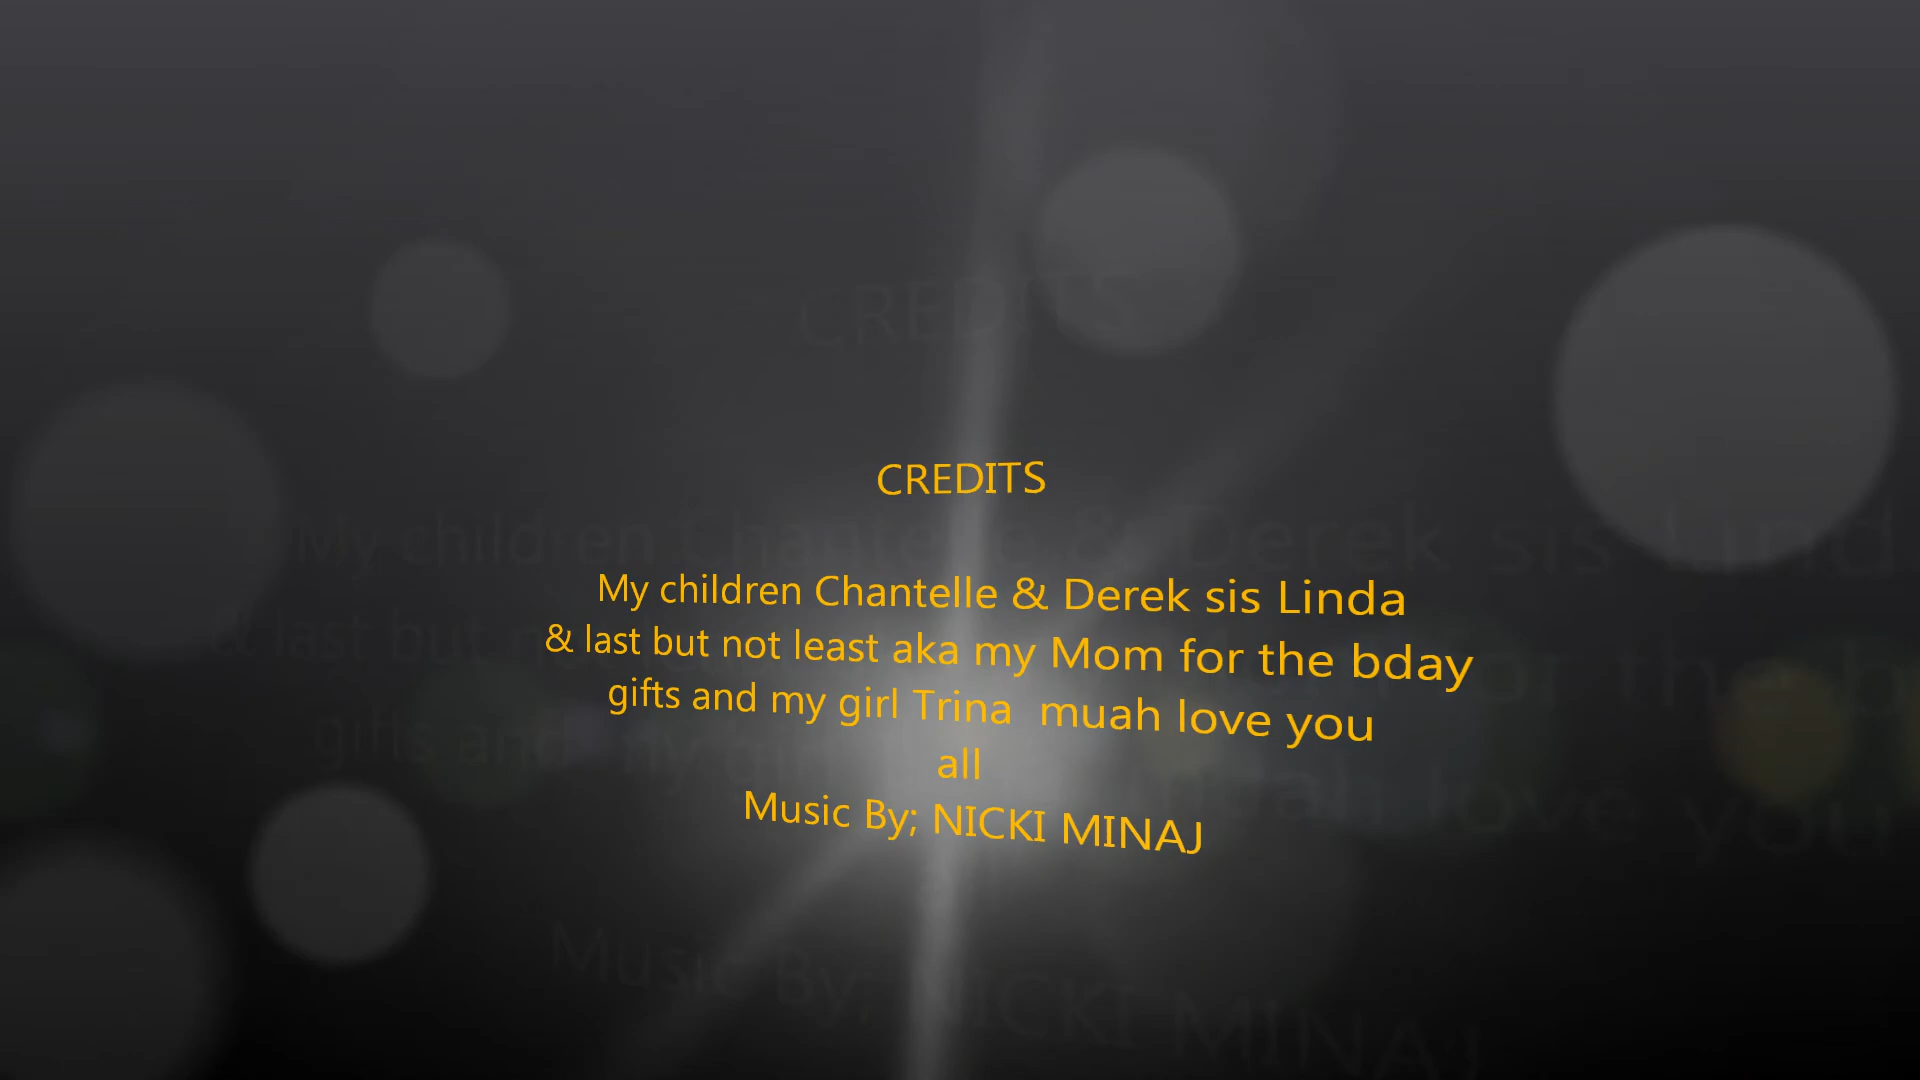 CREDITS
My children Chantelle & Derek sis Linda
& last but not least aka my Mom for the bday
gifts and my girl Trina  muah love you
all
Music By; NICKI MINAJ